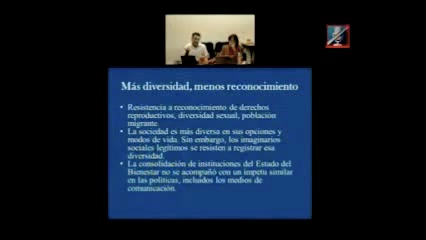 Más diversidad, menos reconocimiento
• Resistencia a reconocimiento de derechos
reproductivos, diversidad sexual, población
migrante.
• La sociedad es más diversa en sus opciones y
modos de vida. Sin embargo, los imaginarios
sociales legítimos se resisten a registrar esa
diversidad.
• La consolidación de instituciones del Estado del
Bienestar no se acompañó con un ímpetu similar
en las políticas, incluidos los medios de
comunicación.